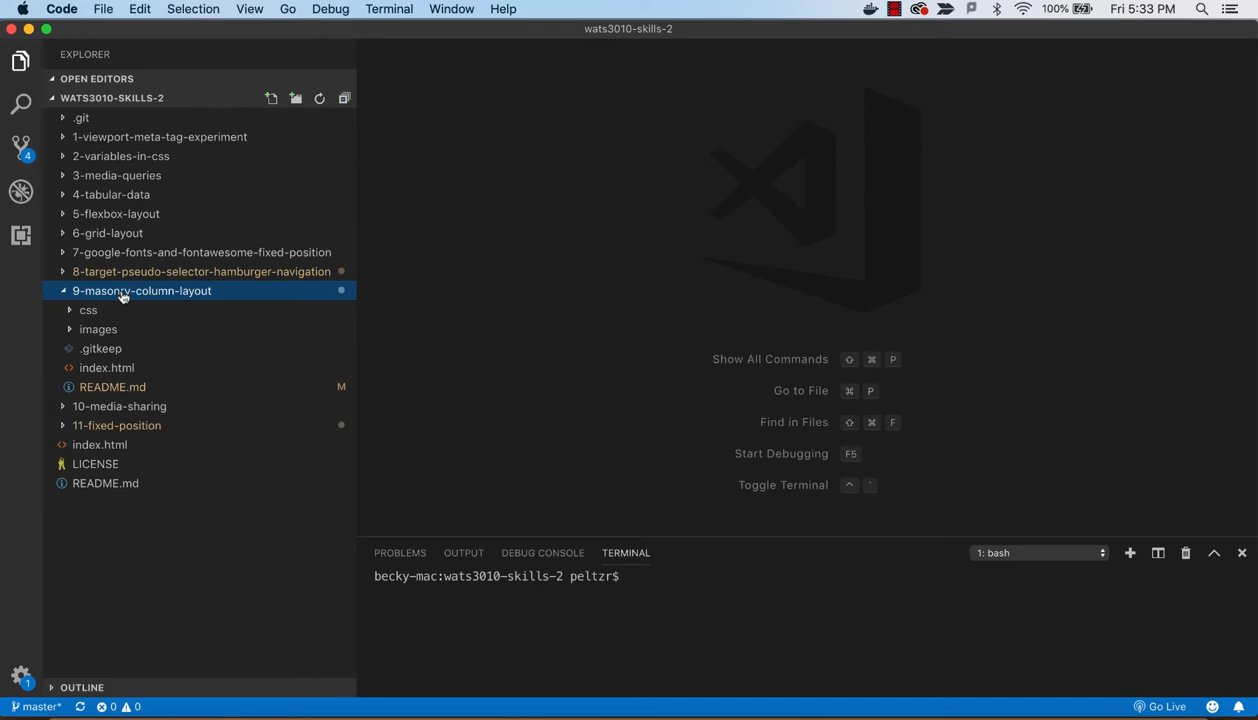 Code File Edit Selection View Go Debug Terminal Window Help 100% Fri 5:33 PM
wats3010-skills-2
EXPLORER
OPEN EDITORS
WATS3010-SKILLS-2
.git
1-viewport-meta-tag-experiment
2-variables-in-css
3-media-queries
4-tabular-data
5-flexbox-layout
6-grid-layout
7-google-fonts-and-fontawesome-fixed-position
8-target-pseudo-selector-hamburger-navigation
9-masonry-column-layout
css
images
.gitkeep
index.html
README.md M
10-media-sharing
11-fixed-position
index.html
LICENSE
README.md
4
Show All Commands ⇧ ⌘ P
Go to File ⌘ P
Find in Files ⇧ ⌘ F
Start Debugging F5
Toggle Terminal ^ `
PROBLEMS OUTPUT DEBUG CONSOLE TERMINAL 1: bash
becky-mac:wats3010-skills-2 peltzr$
OUTLINE
1
master* 0 0 Go Live